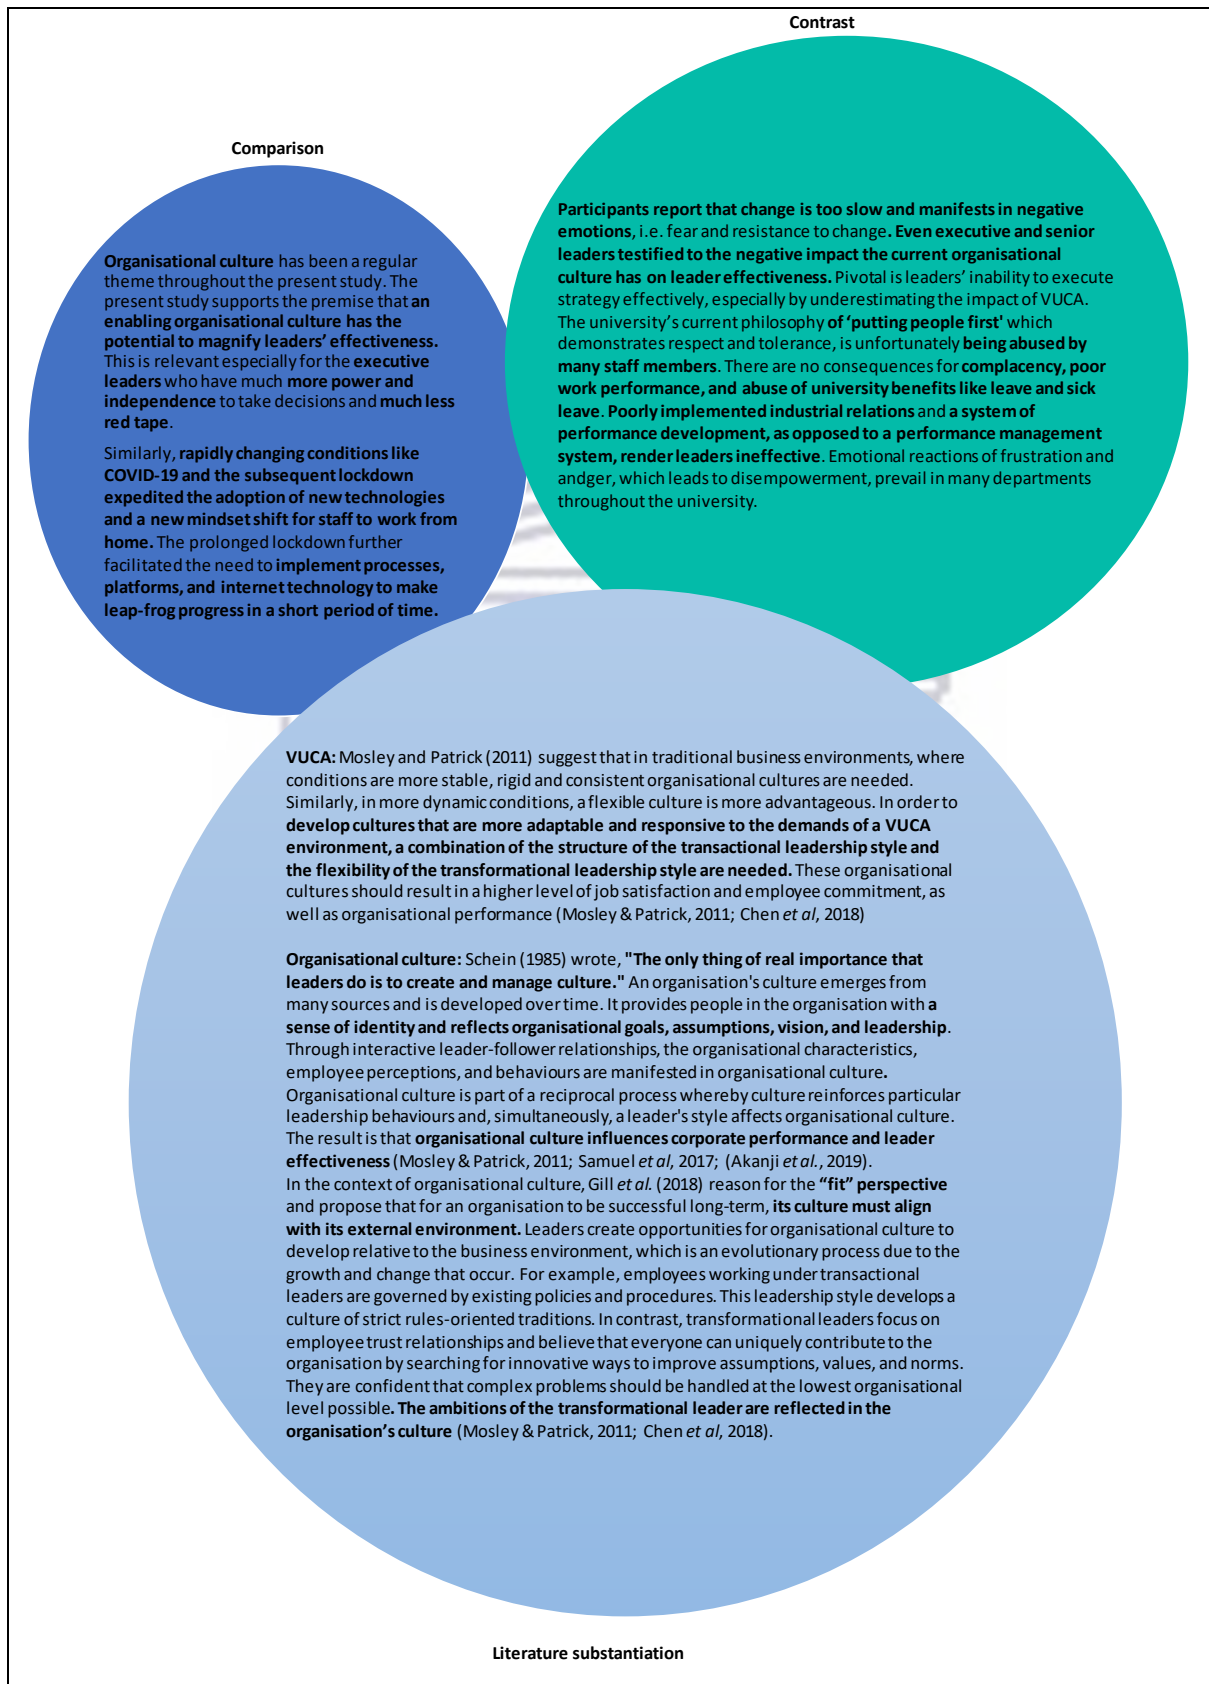 Contrast
Comparison
Participants report that change is too slow and manifests in negative
emotions, i.e. fear and resistance to change. Even executive and senior
leaders testified to the negative impact the current organisational
culture has on leader effectiveness. Pivotal is leaders' inability to execute
strategy effectively, especially by underestimating the impact of VUCA.
The university's current philosophy of 'putting people first' which
demonstrates respect and tolerance, is unfortunately being abused by
many staff members. There are no consequences for complacency, poor
work performance, and abuse of university benefits like leave and sick
leave. Poorly implemented industrial relations and a system of
performance development, as opposed to a performance management
system, render leaders ineffective. Emotional reactions of frustration and
andger, which leads to disempowerment, prevail in many departments
throughout the university.
Organisational culture has been a regular
theme throughout the present study. The
present study supports the premise that an
enabling organisational culture has the
potential to magnify leaders' effectiveness.
This is relevant especially for the executive
leaders who have much more power and
independence to take decisions and much less
red tape.
Similarly, rapidly changing conditions like
COVID-19 and the subsequent lockdown
expedited the adoption of new technologies
and a new mindset shift for staff to work from
home. The prolonged lockdown further
facilitated the need to implement processes,
platforms, and internet technology to make
leap-frog progress in a short period of time.
VUCA: Mosley and Patrick (2011) suggest that in traditional business environments, where
conditions are more stable, rigid and consistent organisational cultures are needed.
Similarly, in more dynamic conditions, a flexible culture is more advantageous. In order to
develop cultures that are more adaptable and responsive to the demands of a VUCA
environment, a combination of the structure of the transactional leadership style and
the flexibility of the transformational leadership style are needed. These organisational
cultures should result in a higher level of job satisfaction and employee commitment, as
well as organisational performance (Mosley & Patrick, 2011; Chen et al, 2018)
Organisational culture: Schein (1985) wrote, "The only thing of real importance that
leaders do is to create and manage culture." An organisation's culture emerges from
many sources and is developed over time. It provides people in the organisation with a
sense of identity and reflects organisational goals, assumptions, vision, and leadership.
Through interactive leader-follower relationships, the organisational characteristics,
employee perceptions, and behaviours are manifested in organisational culture.
Organisational culture is part of a reciprocal process whereby culture reinforces particular
leadership behaviours and, simultaneously, a leader's style affects organisational culture.
The result is that organisational culture influences corporate performance and leader
effectiveness (Mosley & Patrick, 2011; Samuel et al, 2017; (Akanji et al., 2019).
In the context of organisational culture, Gill et al. (2018) reason for the “fit” perspective
and propose that for an organisation to be successful long-term, its culture must align
with its external environment. Leaders create opportunities for organisational culture to
develop relative to the business environment, which is an evolutionary process due to the
growth and change that occur. For example, employees working under transactional
leaders are governed by existing policies and procedures. This leadership style develops a
culture of strict rules-oriented traditions. In contrast, transformational leaders focus on
employee trust relationships and believe that everyone can uniquely contribute to the
organisation by searching for innovative ways to improve assumptions, values, and norms.
They are confident that complex problems should be handled at the lowest organisational
level possible. The ambitions of the transformational leader are reflected in the
organisation's culture (Mosley & Patrick, 2011; Chen et al, 2018).
Literature substantiation